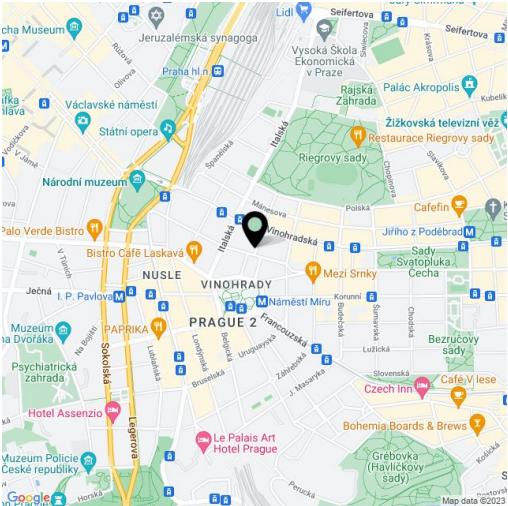 Lidl
Seifertova
cha Museum
Jeruzalémská synagoga
Vysoká Škola
Ekonomická
v Praze
Seifertova
Krásova
Růžová
Olivova
Praha hl.n
Italská
Rajská
Zahrada
Palác Akropolis
Kubelík
Václavské náměstí
Žižkovská televizní věž
Vodičkova
Státní opera
Restaurace Riegrovy sady
V Jámě
Španělská
Riegrovy sady
Slavíkova
Chopinova
Národní muzeum
Mánesova
Polská
Cafefin
Palo Verde Bistro
Italská
Vinohradská
Jiřího z Poděbrad
Bistro Cafē Laskavá
Sady
Svatopluka
Čecha
V Tůních
NUSLE
Mezi Srnky
VINOHRADY
Ječná
I. P. Pavlova
Náměstí Míru
Korunní
Budečská
Šumavská
Chodská
Muzeum
na Dvořáka
Na Bojišti
PAPRIKA
PRAGUE 2
Francouzská
Bezručovy
sady
Sokolská
Lublaňská
Londýnská
Belgická
Uruguayská
Lužická
Psychiatrická
zahrada
Bruselská
Záhřebská
Slovenská
J. Masaryka
Czech Inn
Café V lese
Hotel Assenzio
Legerova
Bohemia Boards & Brews
Le Palais Art
Hotel Prague
Muzeum Policie
České republiky
Grébovka
(Havlíčkovy
sady)
Košická
Horská
Perucká
Google
Map data ©2023